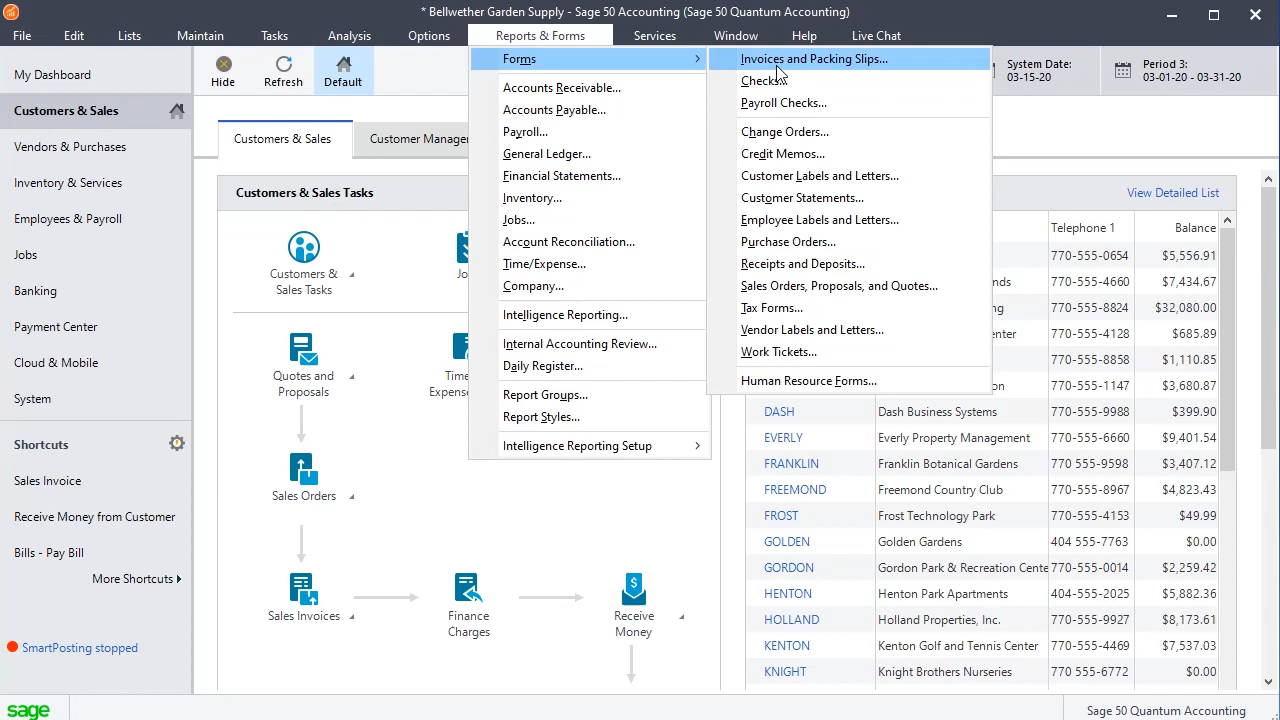 * Bellwether Garden Supply - Sage 50 Accounting (Sage 50 Quantum Accounting)
File Edit Lists Maintain Tasks Analysis Options Reports & Forms Services Window Help Live Chat
My Dashboard
Customers & Sales
Vendors & Purchases
Inventory & Services
Employees & Payroll
Jobs
Banking
Payment Center
Cloud & Mobile
System
Shortcuts
Sales Invoice
Receive Money from Customer
Bills - Pay Bill
More Shortcuts
SmartPosting stopped
Hide Refresh Default
System Date:
03-15-20
Period 3:
03-01-20 - 03-31-20
Customers & Sales
Customer Manage
Customers & Sales Tasks
Customers &
Sales Tasks
Jo
Quotes and
Proposals
Time
Expense
Sales Orders
Sales Invoices
Finance
Charges
Receive
Money
Forms
Accounts Receivable...
Accounts Payable...
Payroll...
General Ledger...
Financial Statements...
Inventory...
Jobs...
Account Reconciliation...
Time/Expense...
Company...
Intelligence Reporting...
Internal Accounting Review...
Daily Register...
Report Groups...
Report Styles...
Intelligence Reporting Setup
Invoices and Packing Slips...
Checks...
Payroll Checks...
Change Orders...
Credit Memos...
Customer Labels and Letters...
Customer Statements...
Employee Labels and Letters...
Purchase Orders...
Receipts and Deposits...
Sales Orders, Proposals, and Quotes...
Tax Forms...
Vendor Labels and Letters...
Work Tickets...
Human Resource Forms...
View Detailed List
Telephone 1 Balance
770-555-0654 $5,556.91
nds 770-555-4660 $7,434.67
ng 770-555-8824 $32,080.00
enter 770-555-4128 $685.89
770-555-8858 $1,110.85
on 770-555-1147 $3,680.87
DASH Dash Business Systems 770-555-9988 $399.90
EVERLY Everly Property Management 770-555-6660 $9,401.54
FRANKLIN Franklin Botanical Gardens 770 555-9598 $3,407.12
FREEMOND Freemond Country Club 770-555-8967 $4,823.43
FROST Frost Technology Park 770-555-4153 $49.99
GOLDEN Golden Gardens 404 555-7763 $0.00
GORDON Gordon Park & Recreation Cente 770-555-0014 $2,259.42
HENTON Henton Park Apartments 404-555-2025 $5,882.36
HOLLAND Holland Properties, Inc. 770-555-9927 $8,173.61
KENTON Kenton Golf and Tennis Center 770-555-4469 $7,537.03
KNIGHT Knight Brothers Nurseries 770 555-6772 $0.00
sage
Sage 50 Quantum Accounting